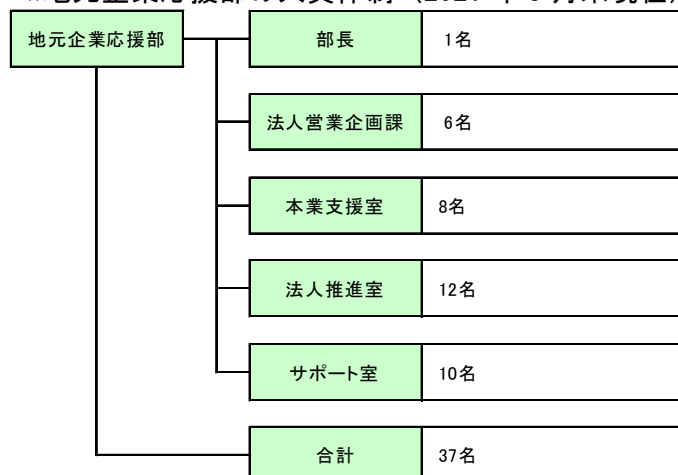 地元企業応援部
部長 1名
法人営業企画課 6名
本業支援室 8名
法人推進室 12名
サポート室 10名
合計 37名